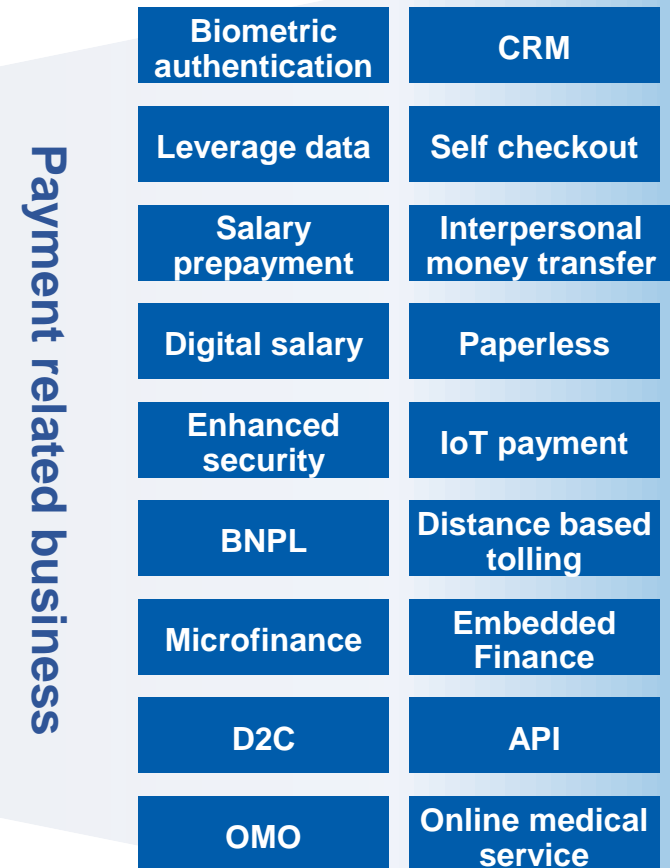 Payment related business
Biometric
authentication
CRM
Leverage data
Self checkout
Salary
prepayment
Interpersonal
money transfer
Digital salary
Paperless
Enhanced
security
IoT payment
BNPL
Distance based
tolling
Microfinance
Embedded
Finance
D2C
API
OMO
Online medical
service